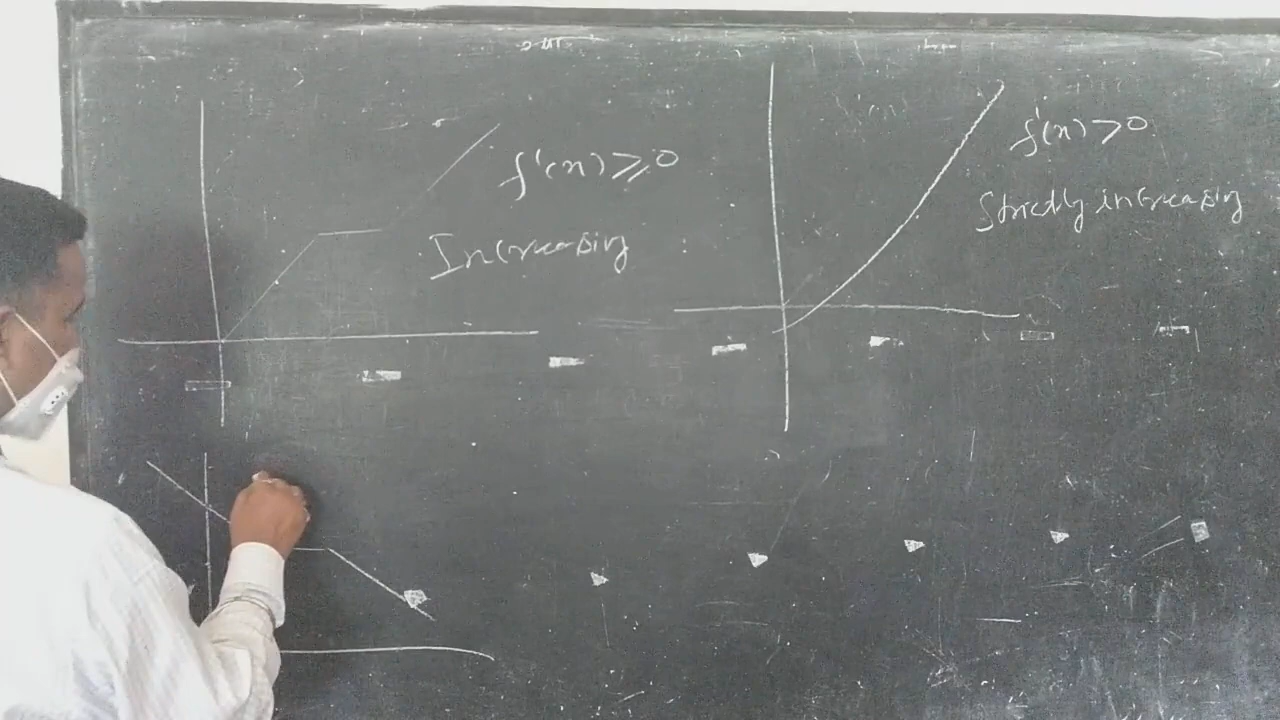 f'(x) ⩾ 0
Increasing
f'(x) > 0
Strictly increasing